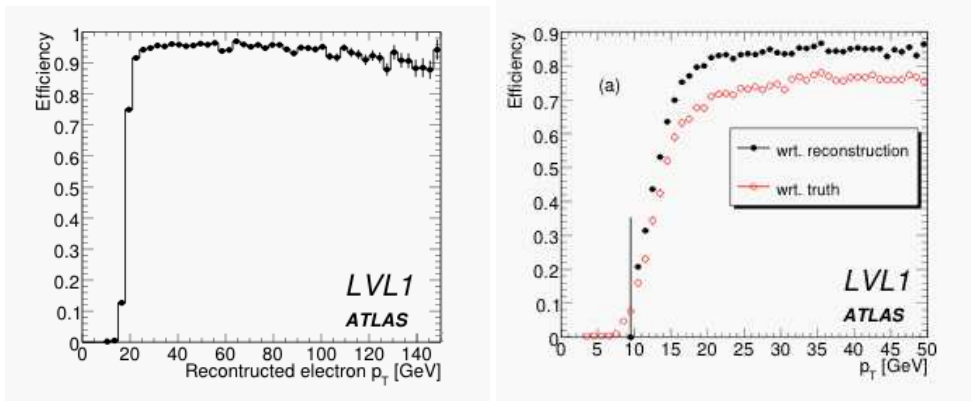 Efficiency
1
0.9
0.8
0.7
0.6
0.5
0.4
0.3
0.2
0.1
0
0 20 40 60 80 100 120 140
LVL1
ATLAS
Recontructed electron pT [GeV]
Efficiency
0.9
0.8
0.7
0.6
0.5
0.4
0.3
0.2
0.1
0
0 5 10 15 20 25 30 35 40 45 50
(a)
wrt. reconstruction
wrt. truth
LVL1
ATLAS
pT [GeV]